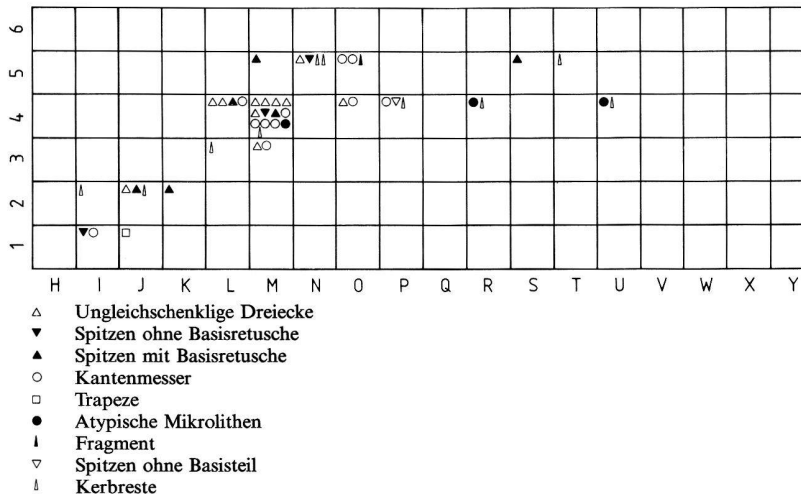 6
5
4
3
2
1
H I J K L M N O P Q R S T U V W X Y
Ungleichschenklige Dreiecke
Spitzen ohne Basisretusche
Spitzen mit Basisretusche
Kantenmesser
Trapeze
Atypische Mikrolithen
Fragment
Spitzen ohne Basisteil
Kerbreste